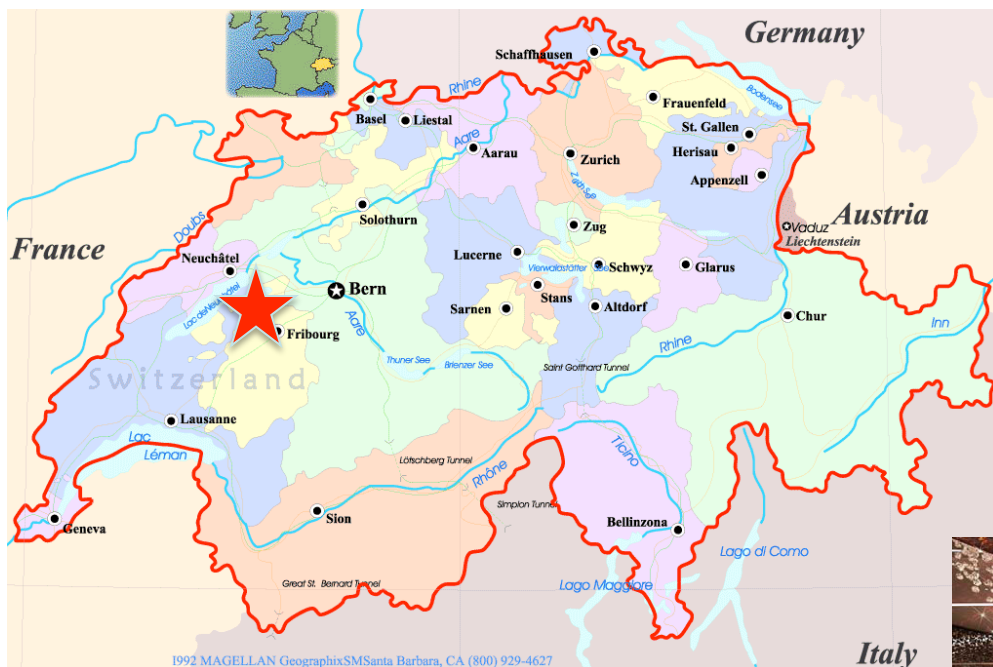 Germany
Schaffhausen
Rhine
Basel
Liestal
Frauenfeld
Bodensee
St. Gallen
Herisau
Aare
Aarau
Zurich
Appenzell
Solothurn
Doubs
Zug
Austria
Vaduz
Liechtenstein
France
Neuchâtel
Lucerne
Vierwaldstätter See
Schwyz
Glarus
Bern
Stans
Lac de Neuchâtel
Sarnen
Altdorf
Chur
Fribourg
Aare
Rhine
Inn
Thuner See
Brienzer See
Saint Gotthard Tunnel
Switzerland
Lausanne
Lac
Léman
Lötschberg Tunnel
Rhône
Ticino
Simplon Tunnel
Geneva
Sion
Bellinzona
Lago di Como
Great St. Bernard Tunnel
Lago Maggiore
Italy
1992 MAGELLAN GeographixSMSanta Barbara, CA (800) 929-4627